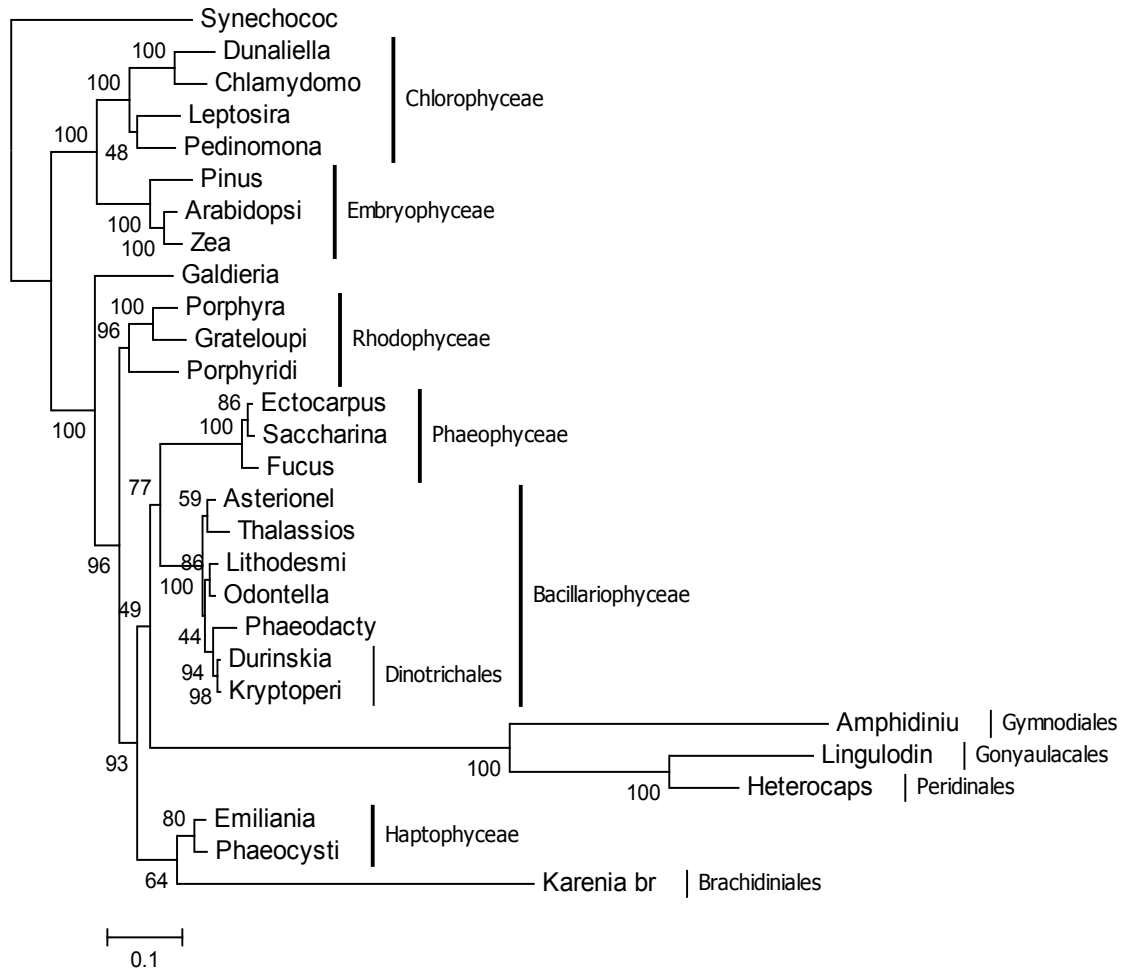 Synechococ
100 Dunaliella
100 Chlamydomo
Chlorophyceae
Leptosira
100
48 Pedinomona
Pinus
Arabidopsi Embryophyceae
100
100 Zea
Galdieria
100 Porphyra
96 Grateloupi Rhodophyceae
Porphyridi
86 Ectocarpus
100 Saccharina Phaeophyceae
100
Fucus
77
59 Asterionel
Thalassios
86 Lithodesmi
96
100
Odontella Bacillariophyceae
49
44 Phaeodacty
94 Durinskia Dinotrichales
98 Kryptoperi
Amphidiniu Gymnodiales
93
100 Lingulodin Gonyaulacales
100 Heterocaps Peridinales
80 Emiliania
Haptophyceae
Phaeocysti
64 Karenia br Brachidiniales
0.1